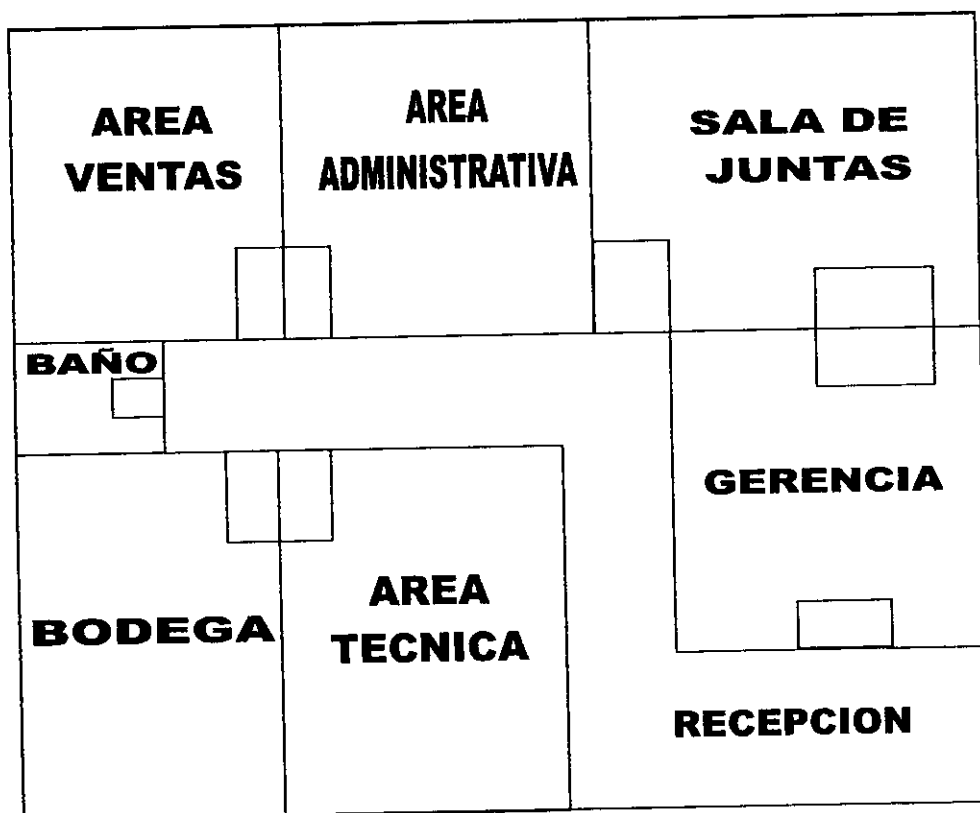 AREA
VENTAS
AREA
ADMINISTRATIVA
SALA DE
JUNTAS
BAÑO
GERENCIA
BODEGA
AREA
TECNICA
RECEPCION